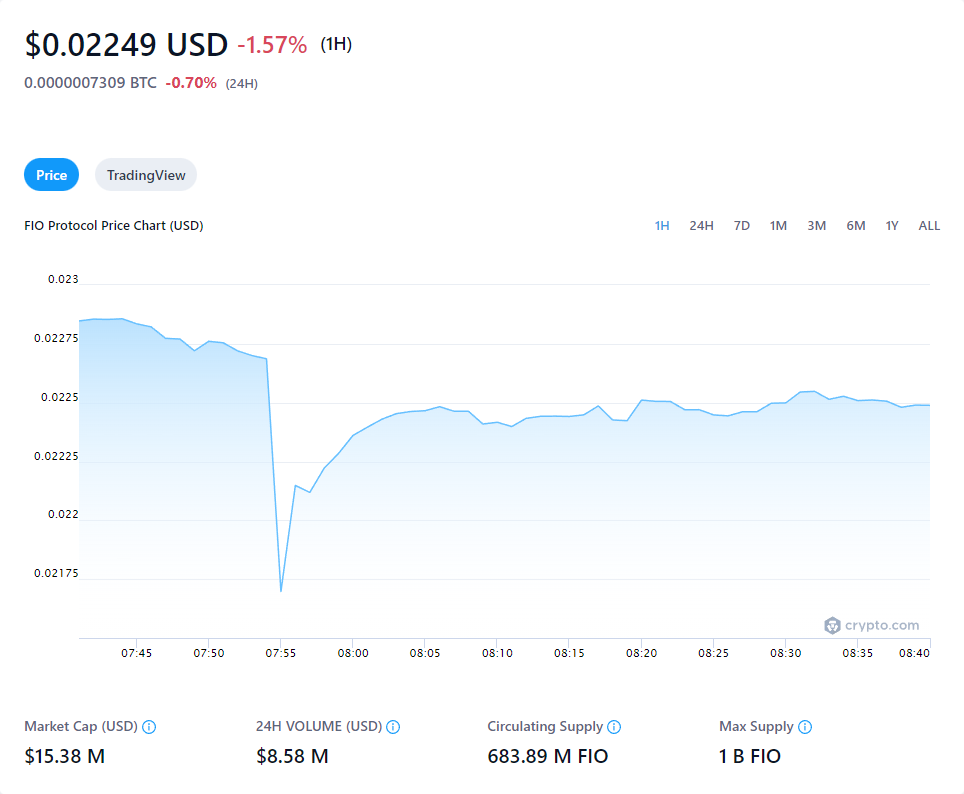 $0.02249 USD -1.57% (1H)
0.0000007309 BTC -0.70% (24H)
Price TradingView
FIO Protocol Price Chart (USD) 1H 24H 7D 1M 3M 6M 1Y ALL
0.023
0.02275
0.0225
0.02225
0.022
0.02175
crypto.com
07:45 07:50 07:55 08:00 08:05 08:10 08:15 08:20 08:25 08:30 08:35 08:40
Market Cap (USD) 24H VOLUME (USD) Circulating Supply Max Supply
$15.38 M $8.58 M 683.89 M FIO 1 B FIO